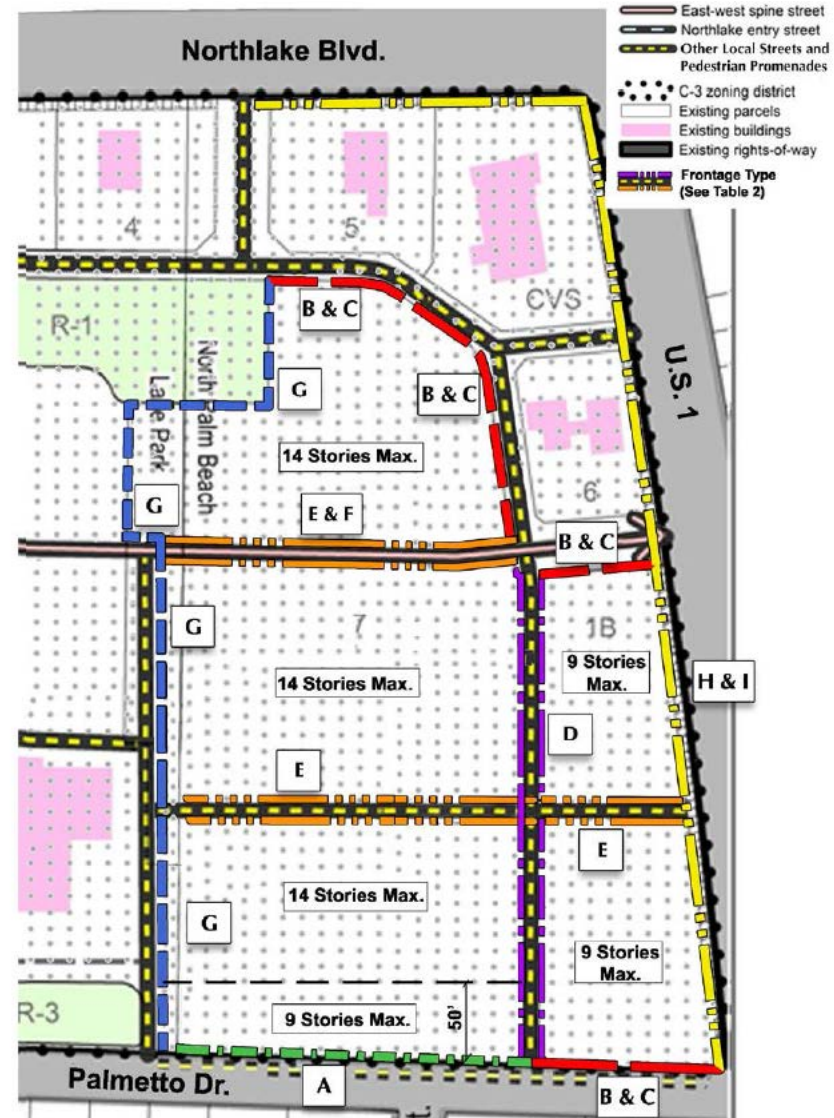 East-west spine street
Northlake entry street
Other Local Streets and
Pedestrian Promenades
C-3 zoning district
Existing parcels
Existing buildings
Existing rights-of-way
Frontage Type
(See Table 2)
Northlake Blvd.
4
5
CVS
R-1
B & C
U.S. 1
Lake Park
North Palm Beach
G
B & C
14 Stories Max.
6
G
E & F
B & C
G
7
1B
14 Stories Max.
9 Stories
Max.
H & I
D
E
E
14 Stories Max.
G
9 Stories
Max.
R-3
9 Stories Max.
50'
Palmetto Dr.
A
B & C